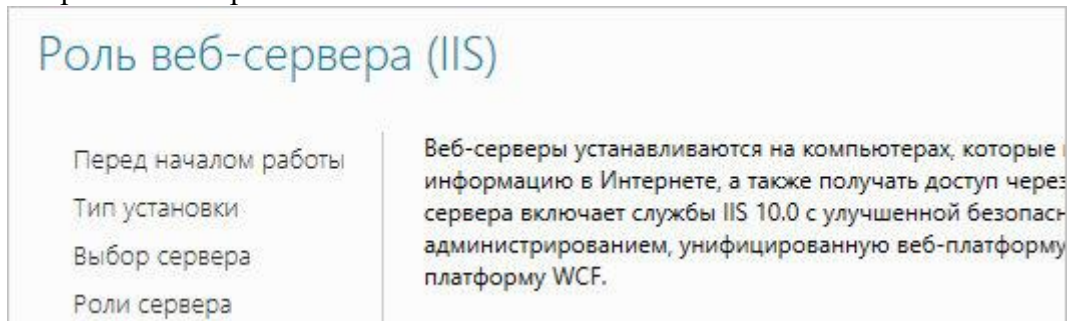 Роль веб-сервера (IIS)
Перед началом работы
Тип установки
Выбор сервера
Роли сервера
Веб-серверы устанавливаются на компьютерах, которые
информацию в Интернете, а также получать доступ через
сервера включает службы IIS 10.0 с улучшенной
администрированием, унифицированную веб-платформу
платформу WCF.